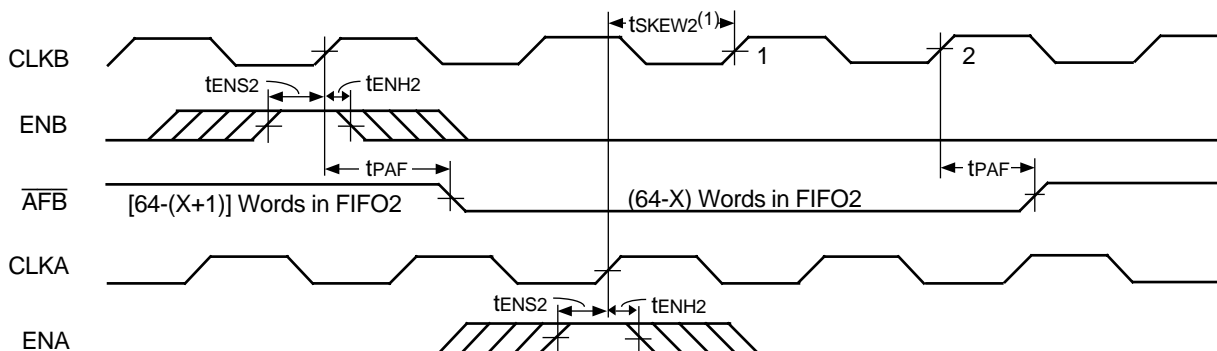 tSKEW2(1)
CLKB
1
2
tENS2
tENH2
ENB
tPAF
tPAF
AFB
[64-(X+1)] Words in FIFO2
(64-X) Words in FIFO2
CLKA
tENS2
tENH2
ENA